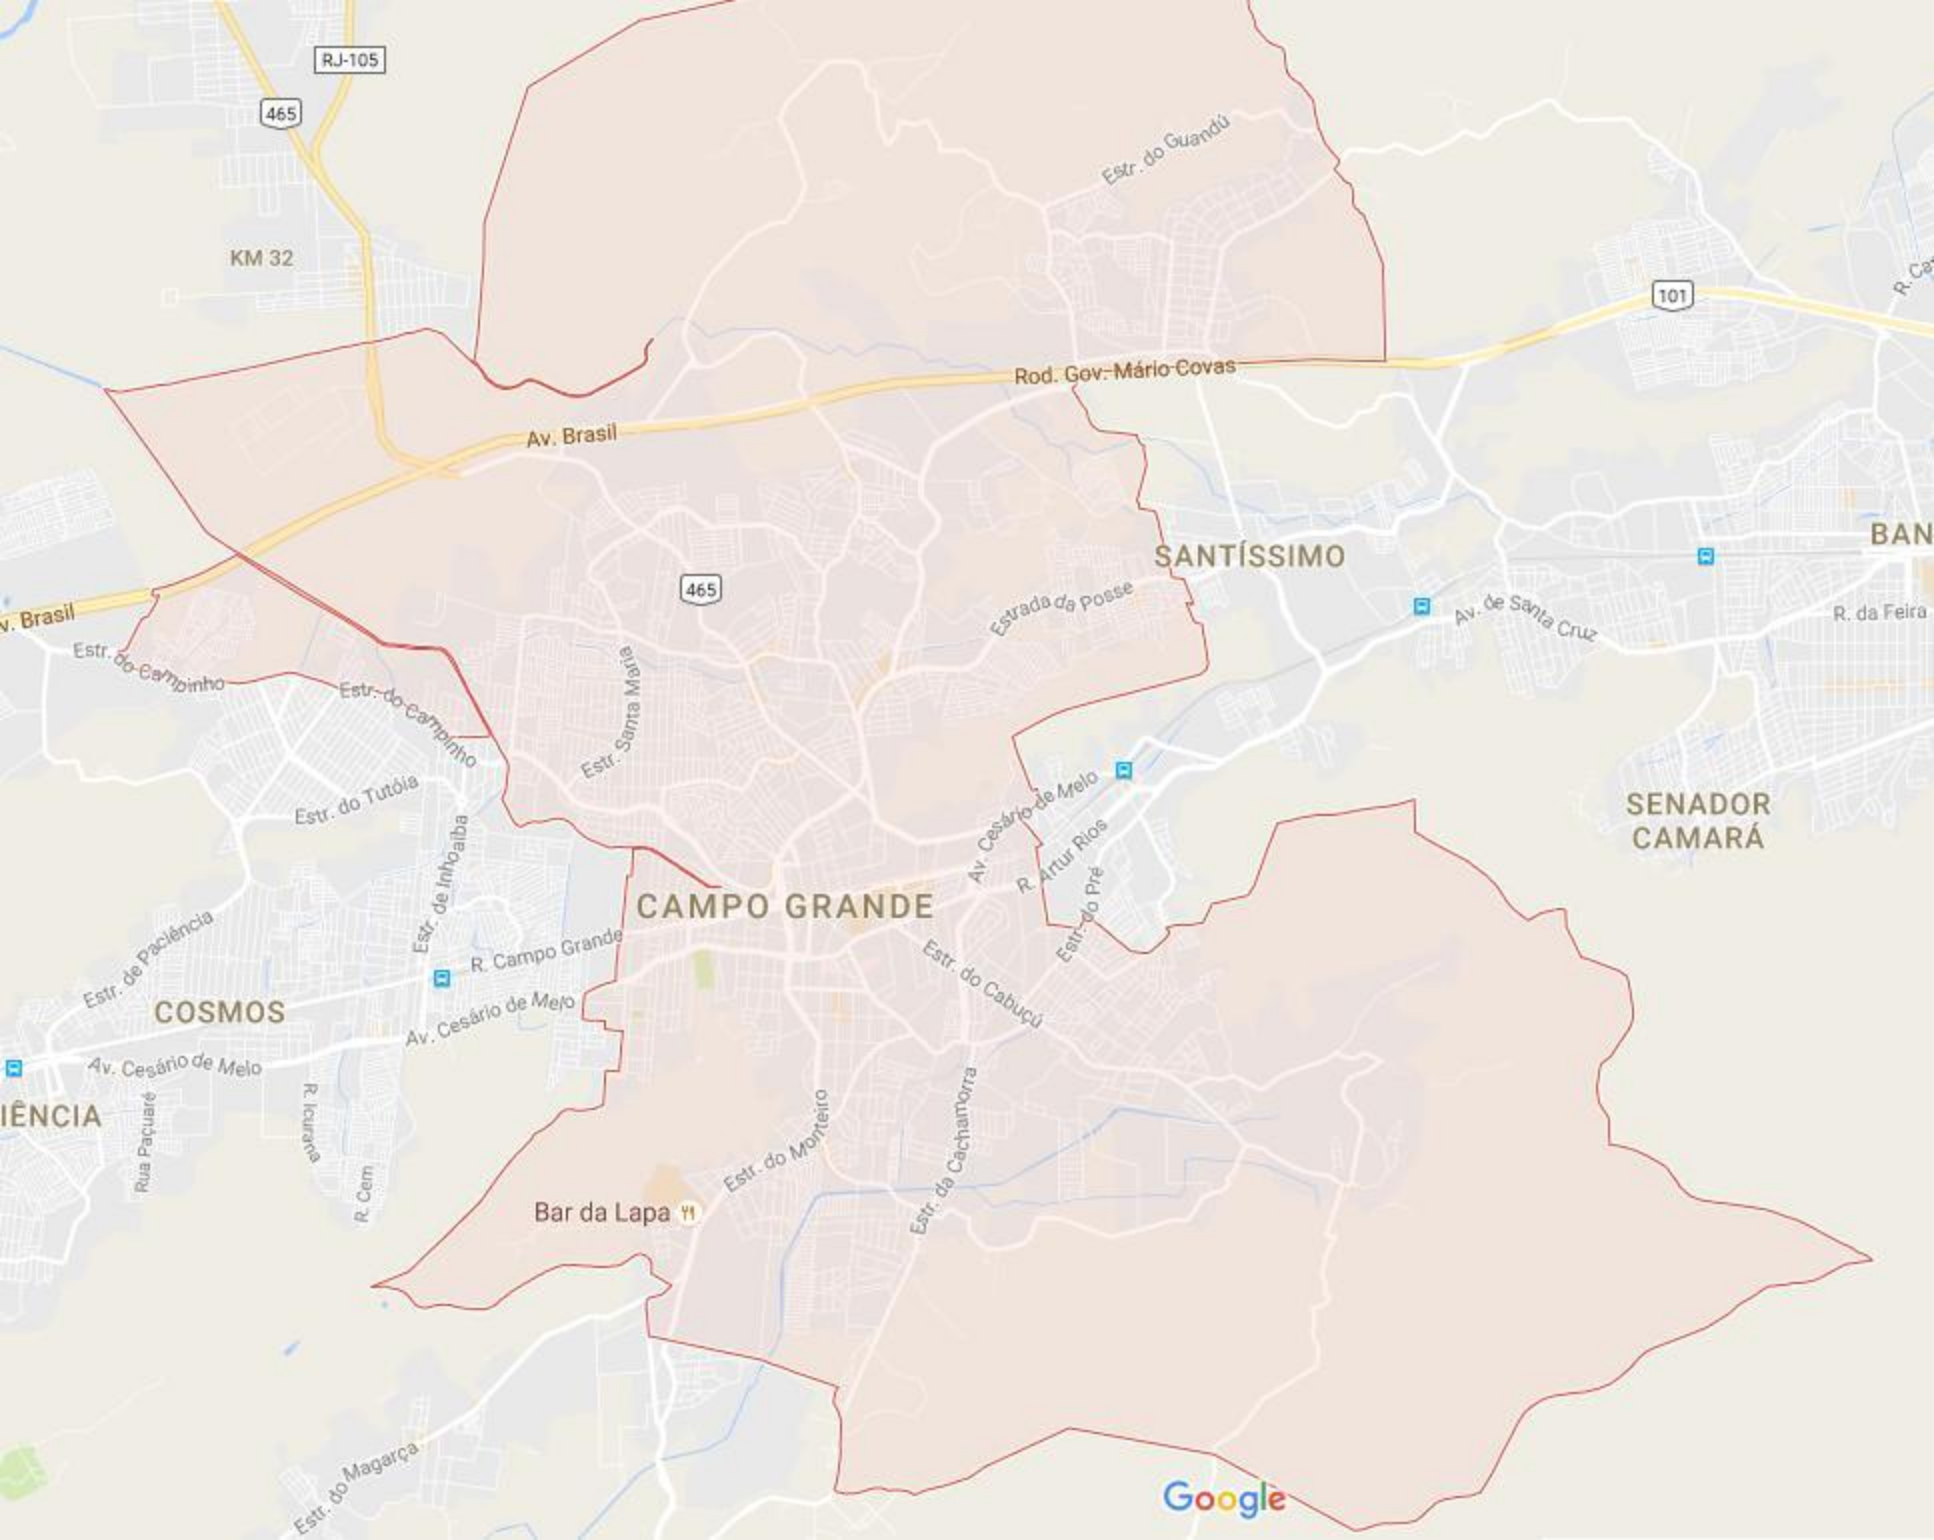 RJ-105
465
Estr. do Guandú
KM 32
101
R. Ca
Rod. Gov. Mário Covas
Av. Brasil
465
SANTÍSSIMO
BAN
Estrada da Posse
Av. de Santa Cruz
R. da Feira
v. Brasil
Estr. do Campinho
Estr. do Campinho
Estr. Santa Maria
Estr. do Tutóia
Av. Cesário de Melo
SENADOR
CAMARÁ
Estr. de Inhoaíba
R. Artur Rios
Estr. do Pré
CAMPO GRANDE
Estr. de Paciência
R. Campo Grande
Estr. do Cabuçú
COSMOS
Av. Cesário de Melo
Av. Cesário de Melo
IÊNCIA
Rua Paçuaré
R. Icurana
R. Cem
Estr. do Monteiro
Estr. da Cachamorra
Bar da Lapa
Estr. do Magarça
Google